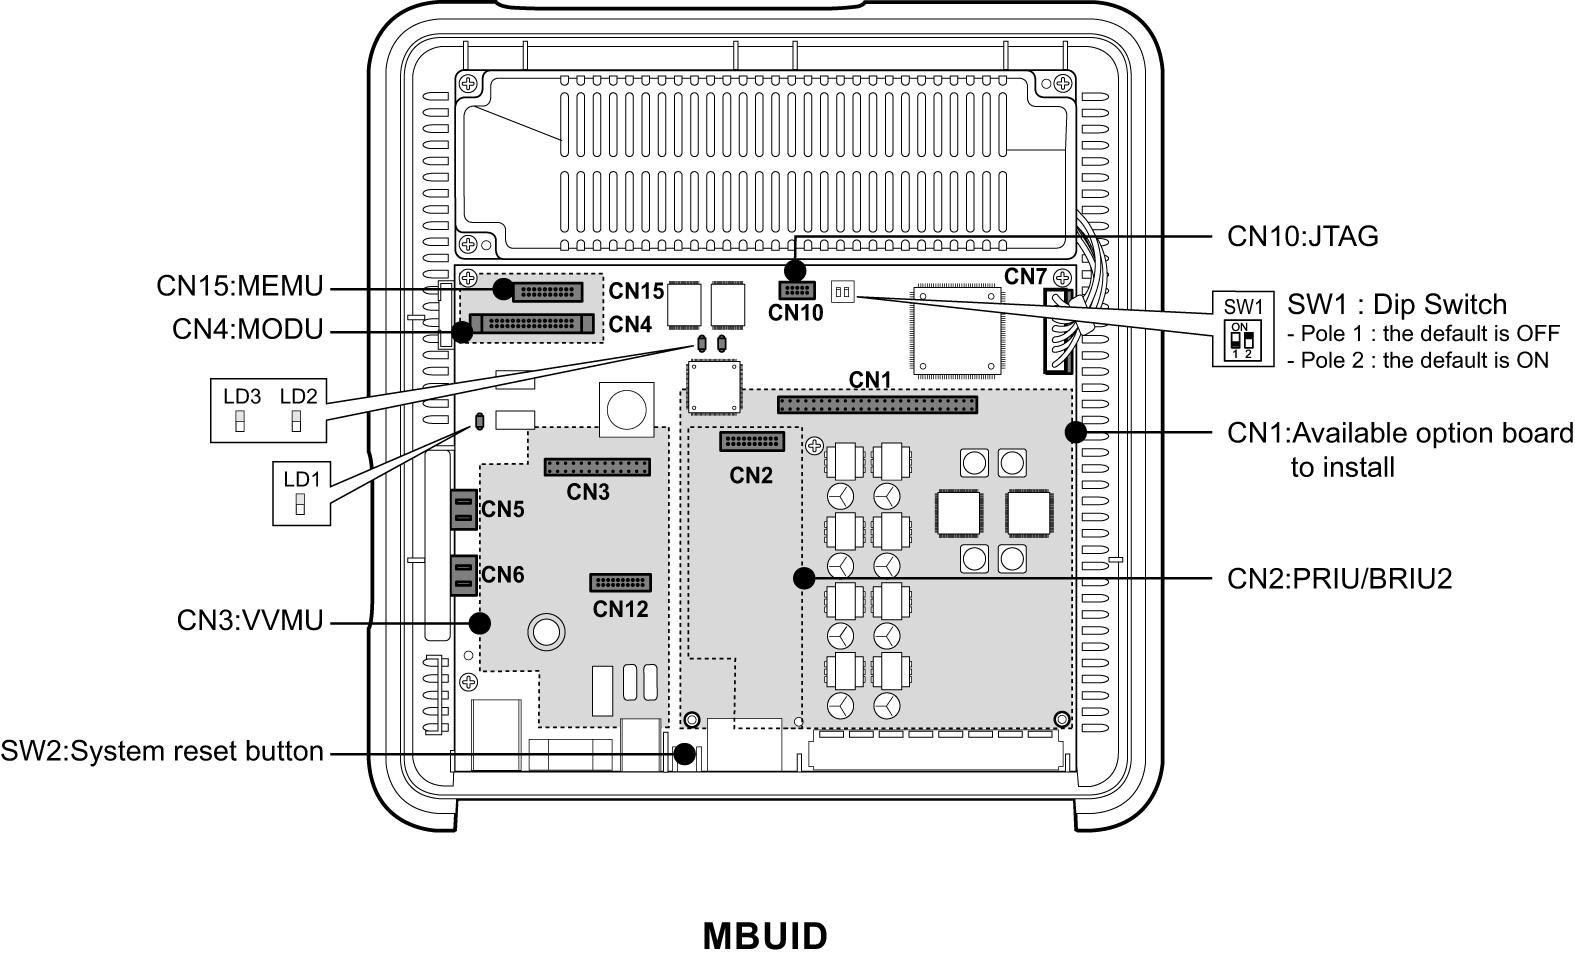 CN10:JTAG
CN7
CN15:MEMU
CN15
CN4:MODU
CN4
CN10
SW1
ON
1 2
SW1 : Dip Switch
- Pole 1 : the default is OFF
- Pole 2 : the default is ON
CN1
LD3 LD2
CN1:Available option board
to install
LD1
CN3
CN2
CN5
CN6
CN2:PRIU/BRIU2
CN12
CN3:VVMU
SW2:System reset button
MBUID